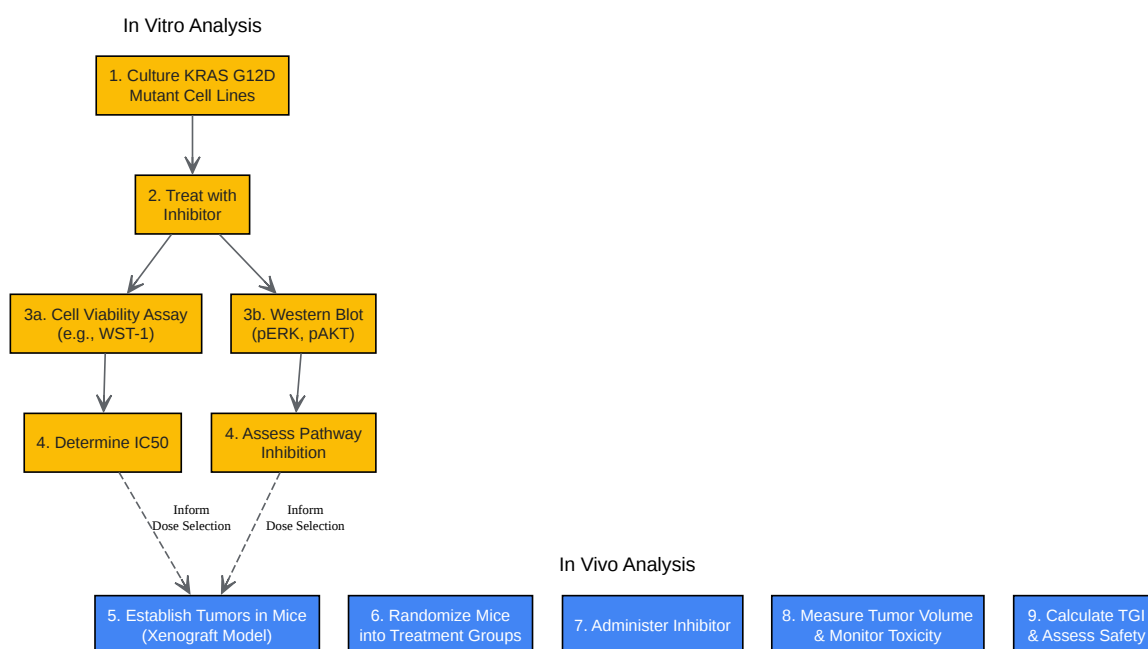 In Vitro Analysis
1. Culture KRAS G12D
Mutant Cell Lines
2. Treat with
Inhibitor
3a. Cell Viability Assay
(e.g., WST-1)
3b. Western Blot
(pERK, pAKT)
4. Determine IC50
4. Assess Pathway
Inhibition
Inform
Dose Selection
Inform
Dose Selection
In Vivo Analysis
5. Establish Tumors in Mice
(Xenograft Model)
6. Randomize Mice
into Treatment Groups
7. Administer Inhibitor
8. Measure Tumor Volume
& Monitor Toxicity
9. Calculate TGI
& Assess Safety